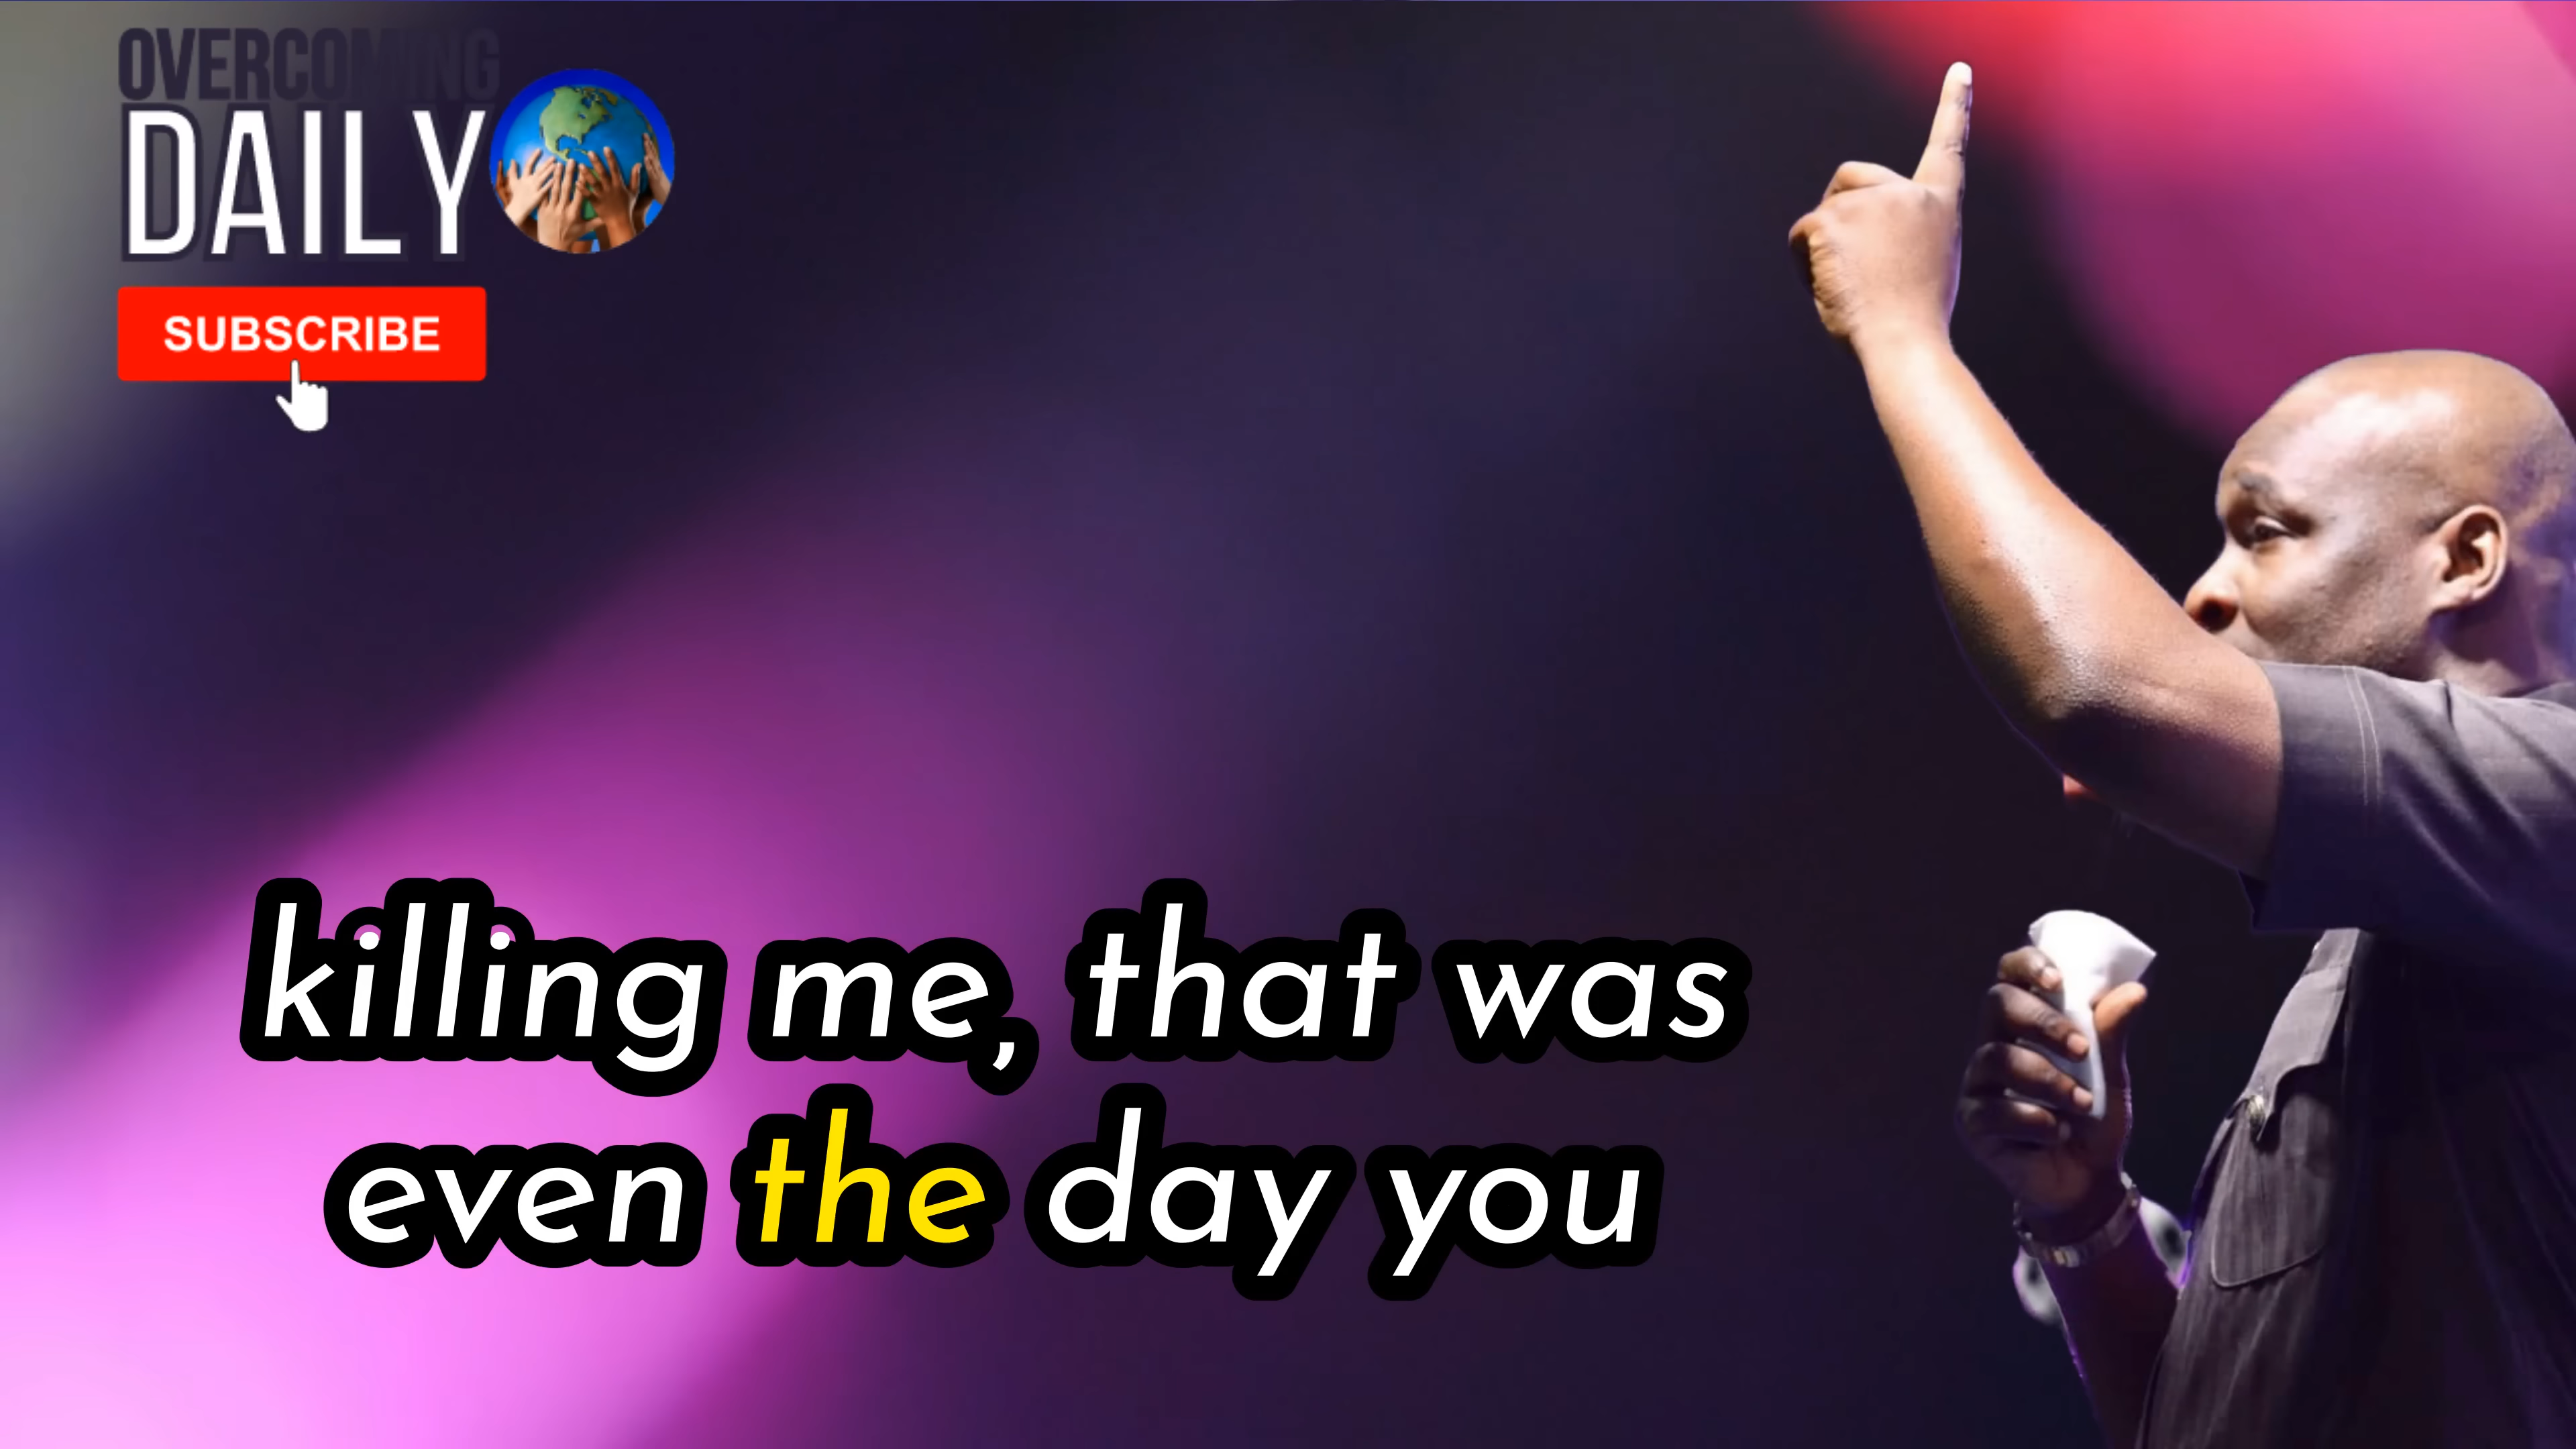 OVERCOMING
DAILY
SUBSCRIBE
killing me, that was
even the day you